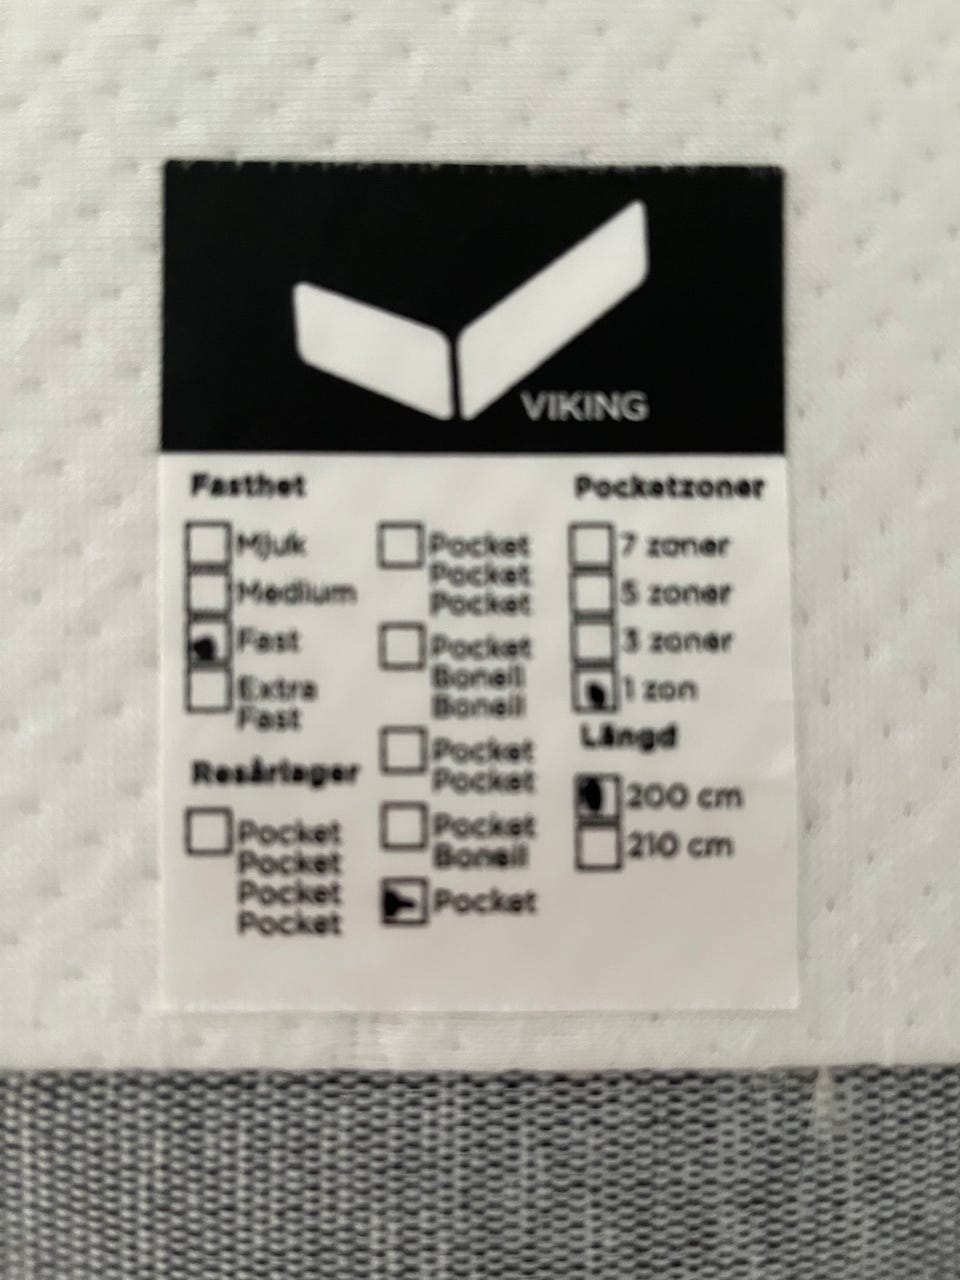 VIKING
Fasthet
Mjuk
Medium
Fast
Extra
Fast
Resårlager
Pocket
Pocket
Pocket
Pocket
Pocket
Pocket
Pocket
Pocket
Bonell
Bonell
Pocket
Pocket
Pocket
Bonell
Pocket
Pocketzoner
7 zoner
5 zoner
3 zoner
1 zon
Längd
200 cm
210 cm